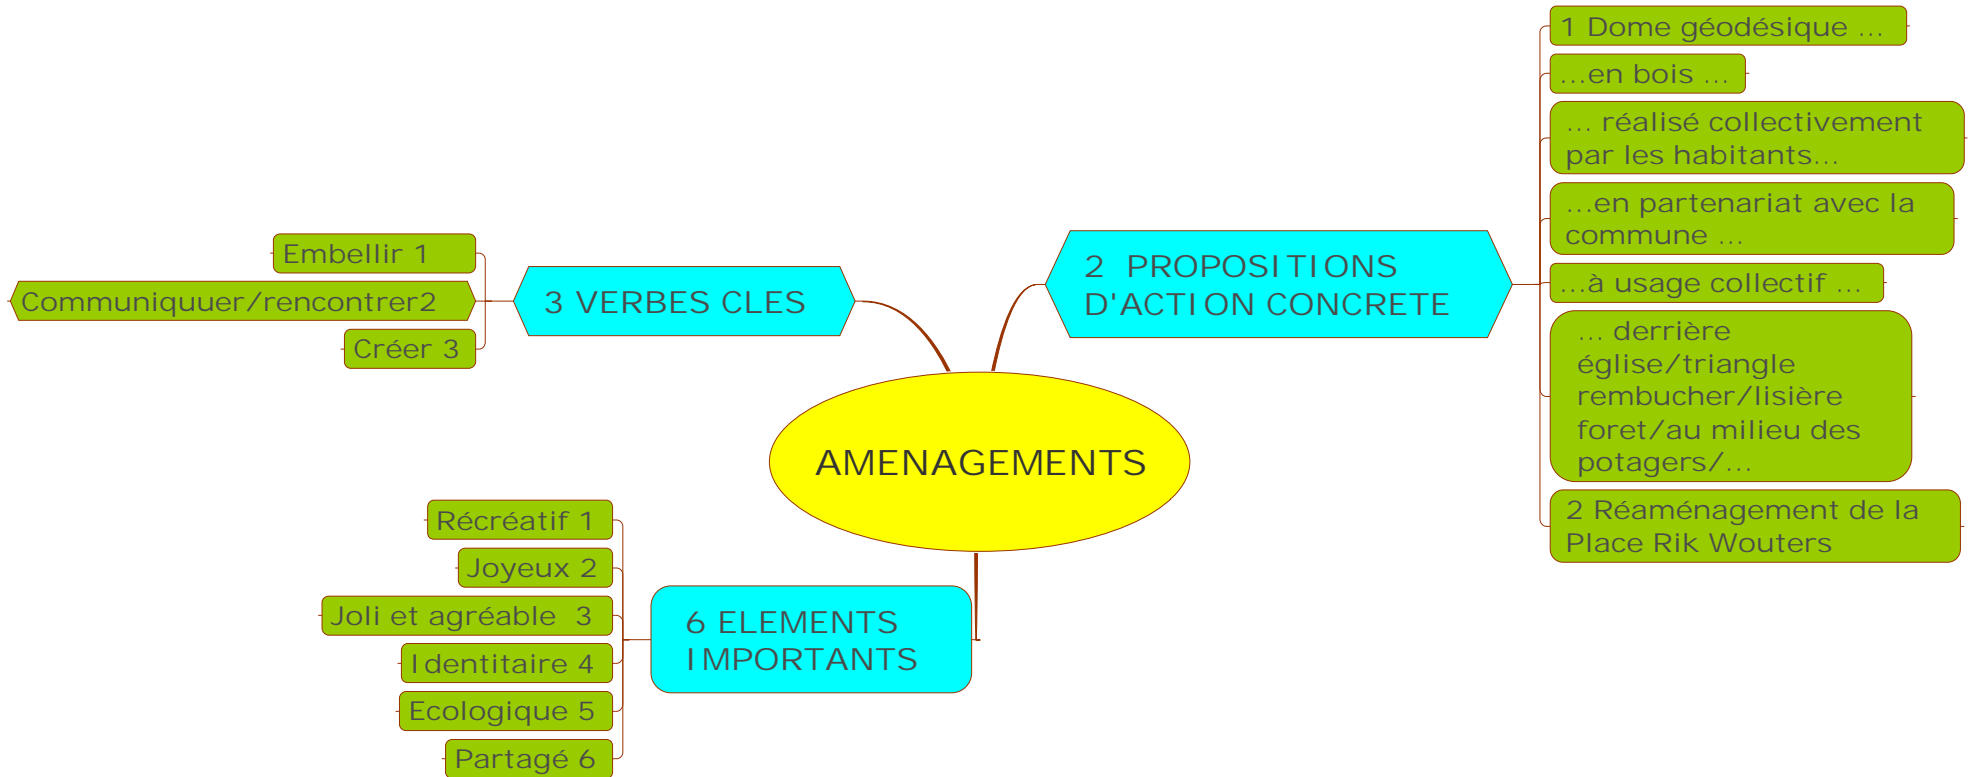 AMENAGEMENTS
3 VERBES CLES
Embellir 1
Communiquuer/rencontrer2
Créer 3
2 PROPOSITIONS
D'ACTION CONCRETE
1 Dome géodésique ...
...en bois ...
... réalisé collectivement
par les habitants...
...en partenariat avec la
commune ...
...à usage collectif ...
... derrière
église/triangle
rembucher/lisière
foret/au milieu des
potagers/...
2 Réaménagement de la
Place Rik Wouters
6 ELEMENTS
IMPORTANTS
Récréatif 1
Joyeux 2
Joli et agréable 3
Identitaire 4
Ecologique 5
Partagé 6